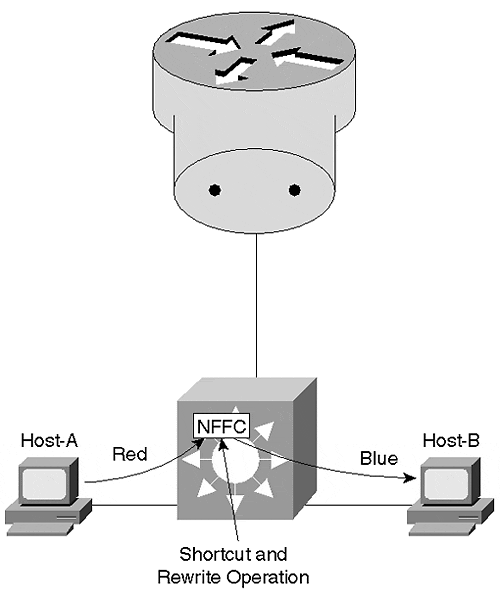 NFFC
Host-A
Host-B
Red
Blue
Shortcut and
Rewrite Operation